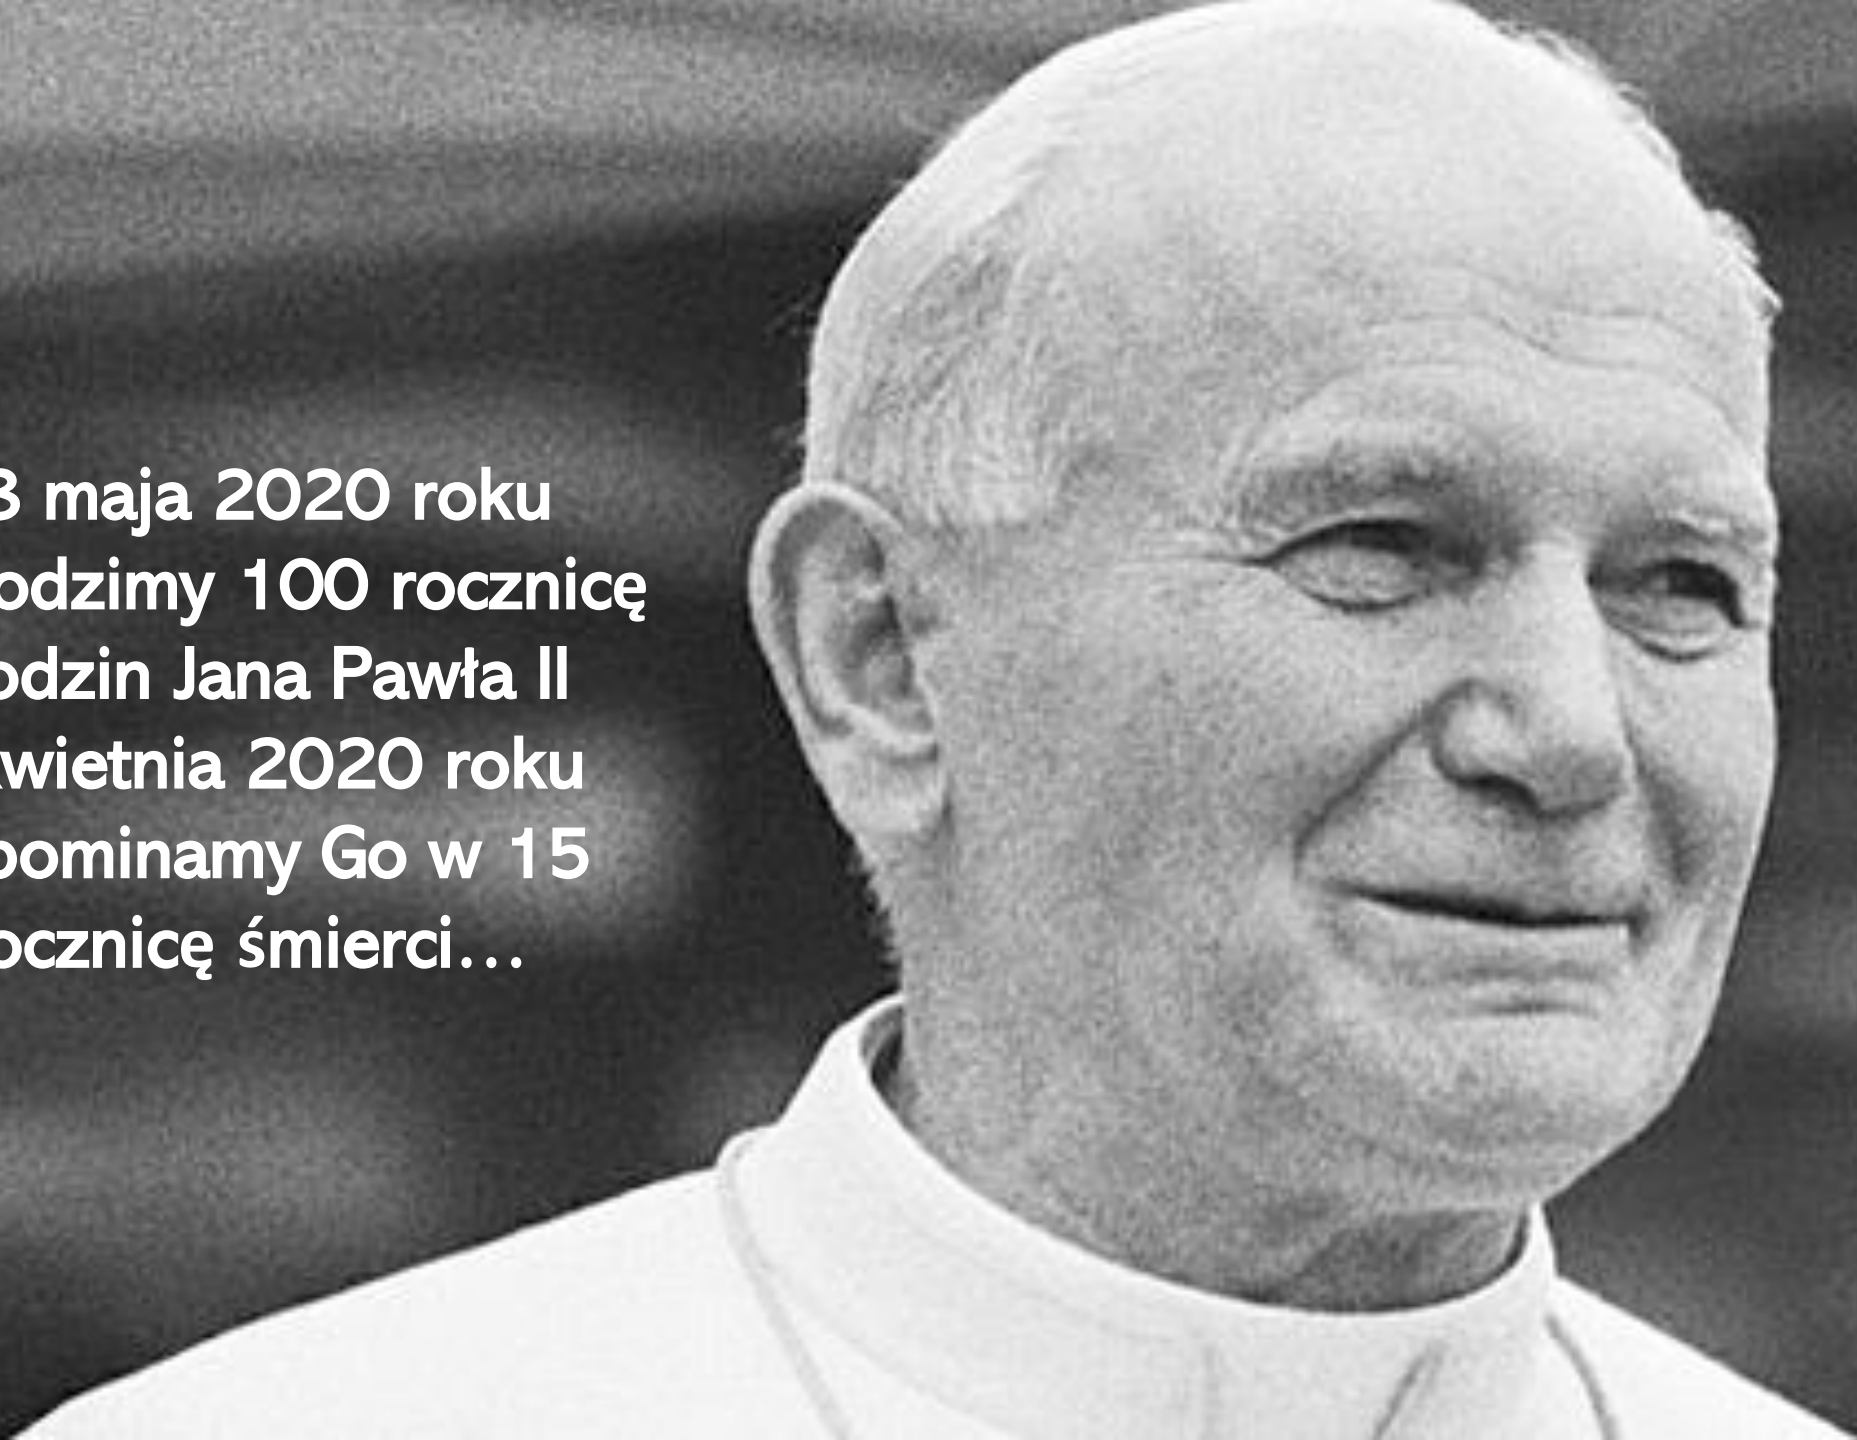 8 maja 2020 roku
odzimy 100 rocznicę
odzin Jana Pawła II
wietnia 2020 roku
pominamy Go w 15
ocznicę śmierci…